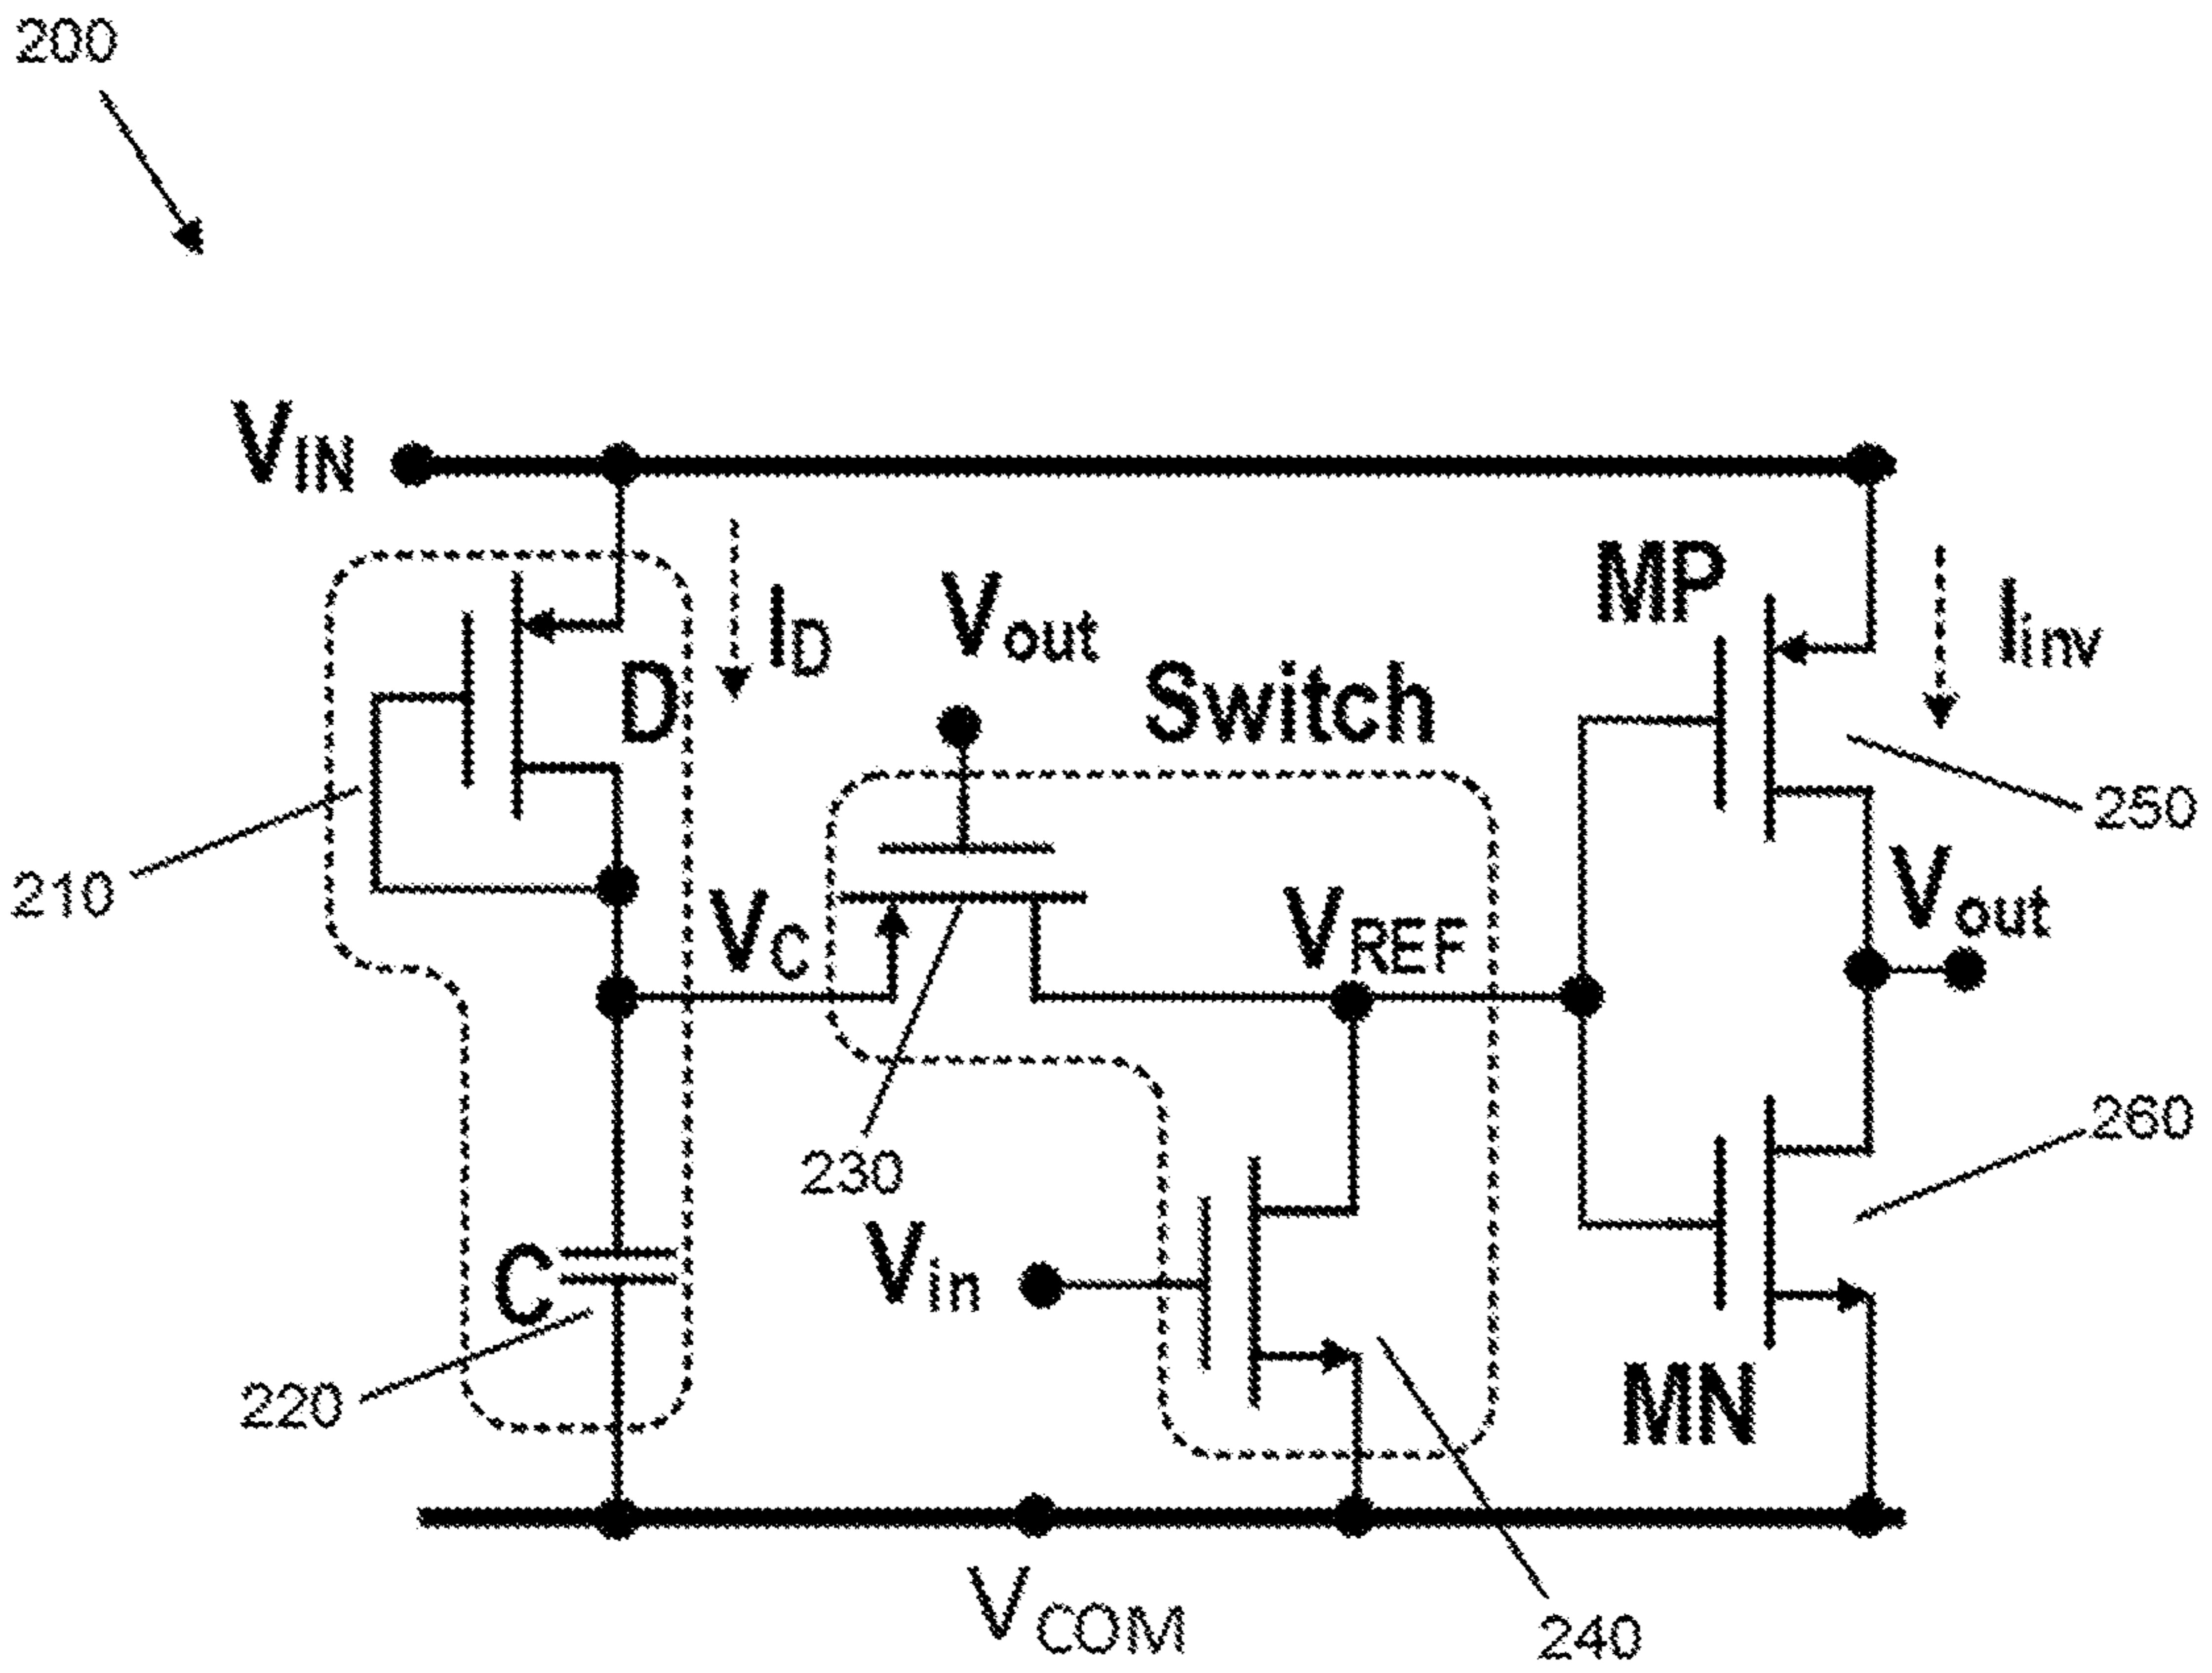 200
VIN
MP
ID
Vout
Iinv
Switch
D
250
210
VC
VREF
Vout
260
230
Vin
C
220
MN
VCOM
240